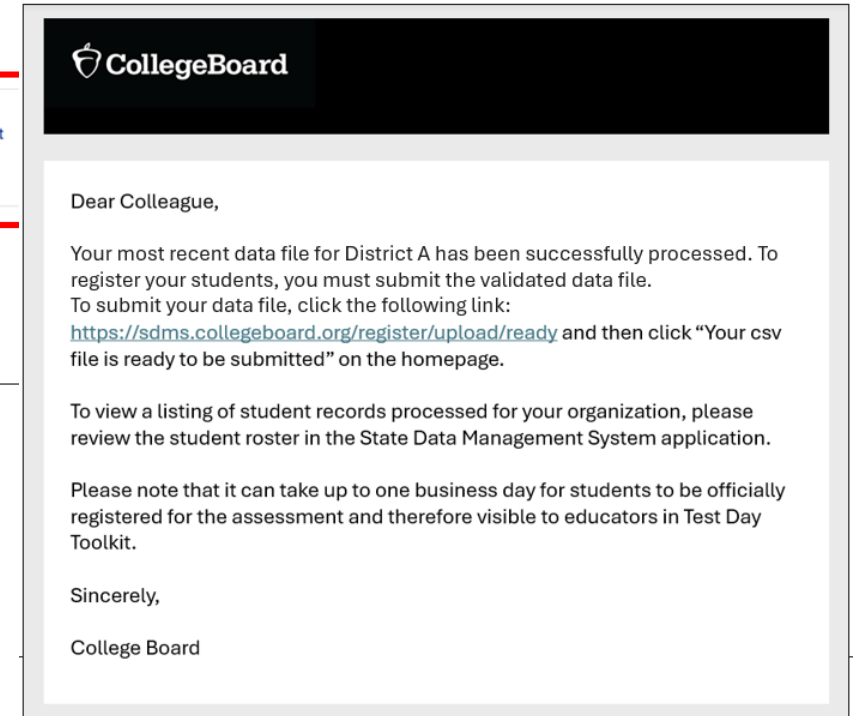 CollegeBoard
t
Dear Colleague,
Your most recent data file for District A has been successfully processed. To
register your students, you must submit the validated data file.
To submit your data file, click the following link:
https://sdms.collegeboard.org/register/upload/ready and then click “Your csv
file is ready to be submitted” on the homepage.
To view a listing of student records processed for your organization, please
review the student roster in the State Data Management System application.
Please note that it can take up to one business day for students to be officially
registered for the assessment and therefore visible to educators in Test Day
Toolkit.
Sincerely,
College Board